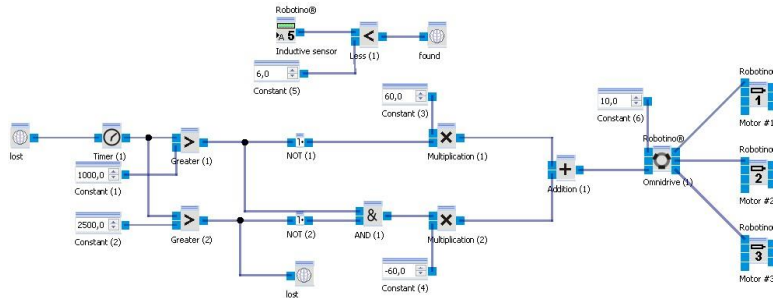 Robotino®
A 5
Inductive sensor
<
Less (1)
found
6,0
Constant (5)
60,0
Constant (3)
10,0
Constant (6)
Robotino®
1
Motor #1
lost
Timer (1)
>
Greater (1)
NOT (1)
×
Multiplication (1)
1000,0
Constant (1)
+
Addition (1)
Robotino®
Omnidrive (1)
Robotino
2
Motor #2
2500,0
Constant (2)
>
Greater (2)
NOT (2)
&
AND (1)
×
Multiplication (2)
lost
-60,0
Constant (4)
Robotino
3
Motor #3